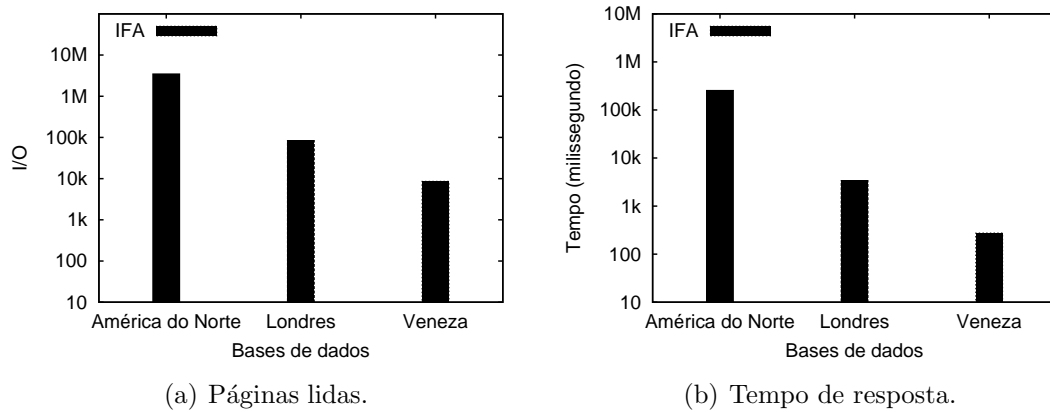 IFA
10M
1M
100k
10k
1k
100
10
I/O
América do Norte
Londres
Veneza
Bases de dados
(a) Páginas lidas.
IFA
10M
1M
100k
10k
1k
100
10
Tempo (milissegundo)
América do Norte
Londres
Veneza
Bases de dados
(b) Tempo de resposta.